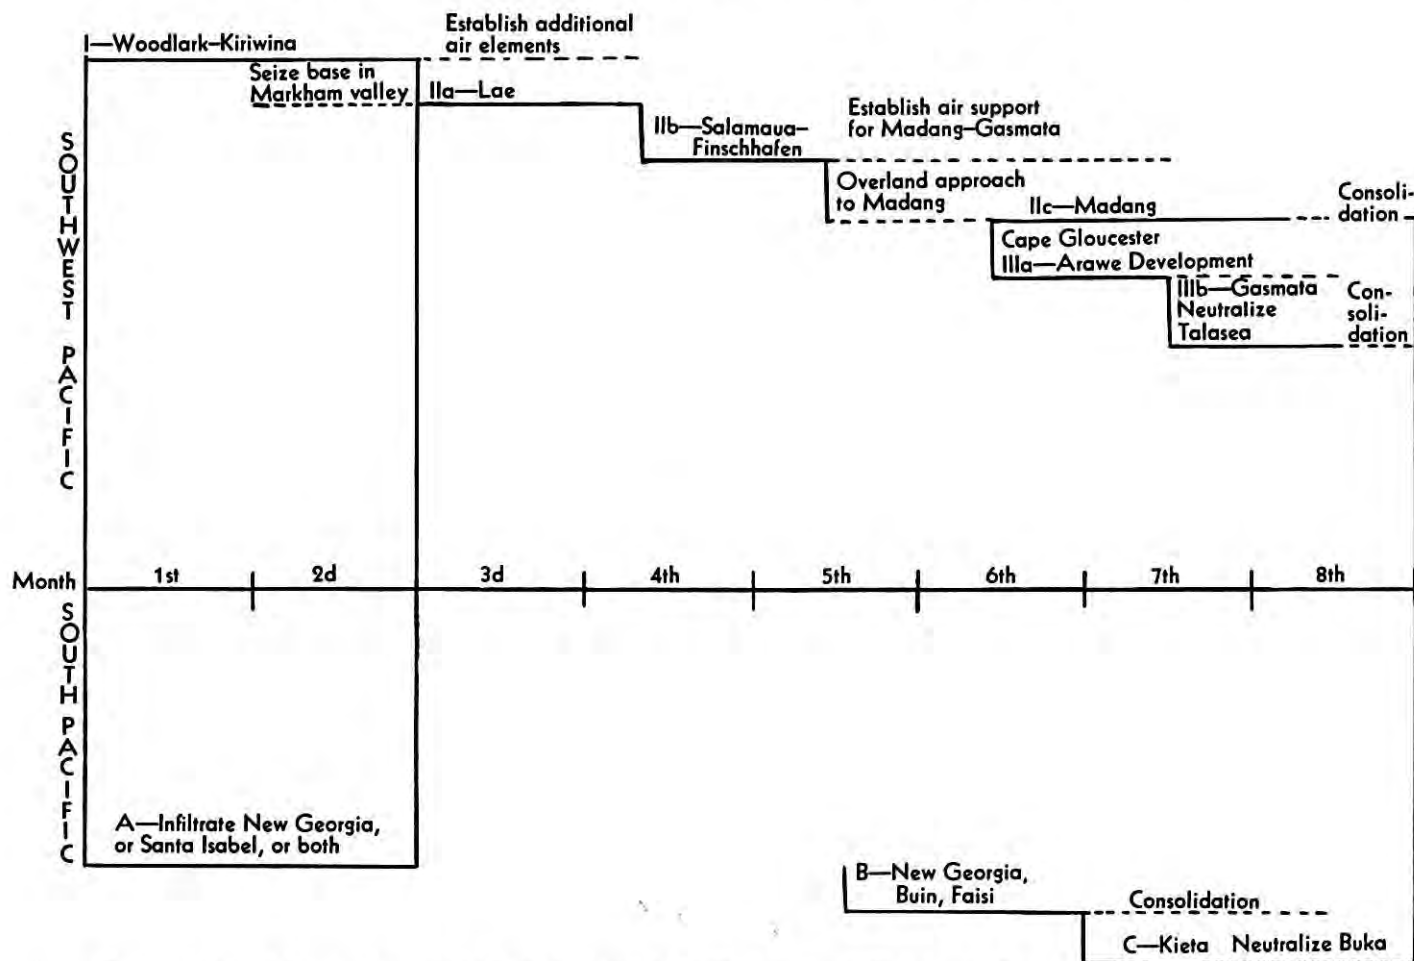 I—Woodlark–Kiriwina
Establish additional
air elements
Seize base in
Markham valley
IIa—Lae
IIb—Salamaua–
Finschhafen
Establish air support
for Madang–Gasmata
Overland approach
to Madang
IIc—Madang
Consoli-
dation
Cape Gloucester
IIIa—Arawe Development
IIIb—Gasmata
Neutralize
Talasea
Con-
soli-
dation
SOUTHWEST PACIFIC
Month
1st
2d
3d
4th
5th
6th
7th
8th
SOUTH PACIFIC
A—Infiltrate New Georgia,
or Santa Isabel, or both
B—New Georgia,
Buin, Faisi
Consolidation
C—Kieta Neutralize Buka